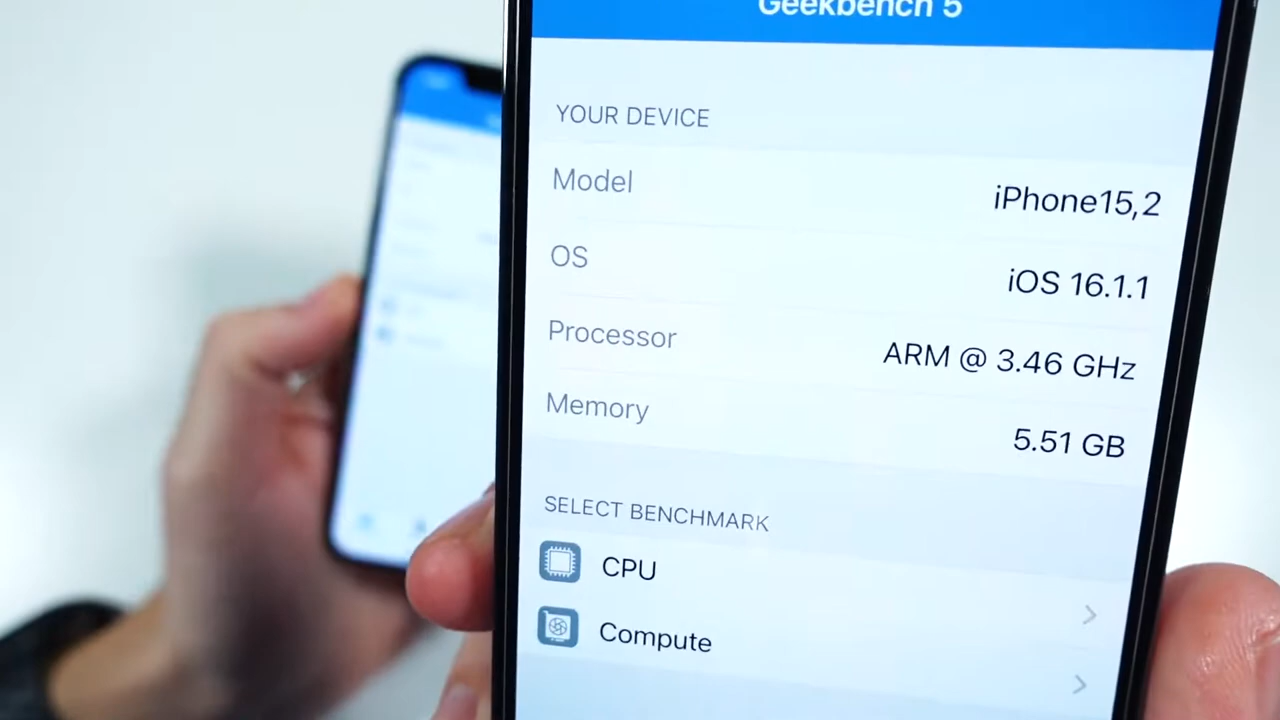 Geekbench 5
YOUR DEVICE
Model
iPhone15,2
OS
iOS 16.1.1
Processor
ARM @ 3.46 GHz
Memory
5.51 GB
SELECT BENCHMARK
CPU
Compute